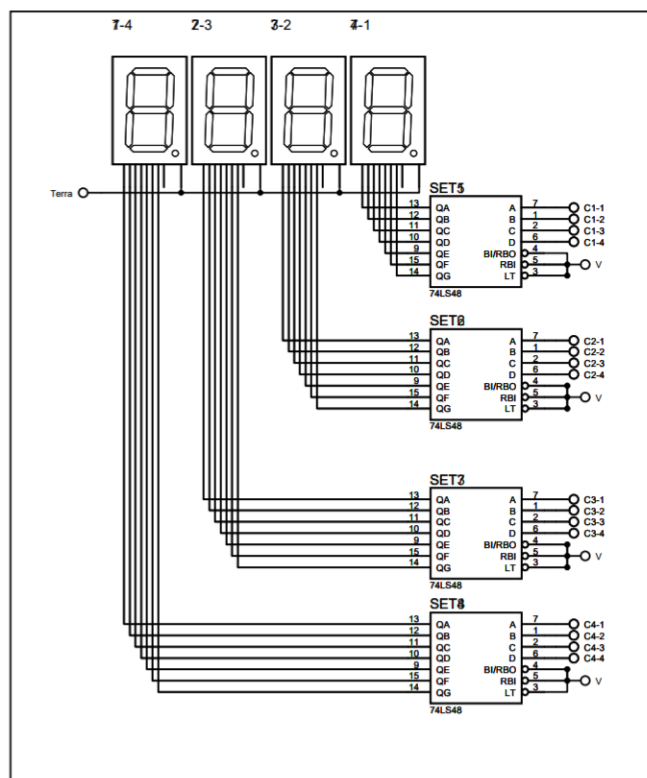 Terra
13 QA A 7 C1-1
12 QB B 1 C1-2
11 QC C 2 C1-3
10 QD D 6 C1-4
9 QE BI/RBO 4
15 QF RBI 5 V
14 QG LT 3
74LS48
13 QA A 7 C2-1
12 QB B 1 C2-2
11 QC C 2 C2-3
10 QD D 6 C2-4
9 QE BI/RBO 4
15 QF RBI 5 V
14 QG LT 3
74LS48
13 QA A 7 C3-1
12 QB B 1 C3-2
11 QC C 2 C3-3
10 QD D 6 C3-4
9 QE BI/RBO 4
15 QF RBI 5 V
14 QG LT 3
74LS48
13 QA A 7 C4-1
12 QB B 1 C4-2
11 QC C 2 C4-3
10 QD D 6 C4-4
9 QE BI/RBO 4
15 QF RBI 5 V
14 QG LT 3
74LS48